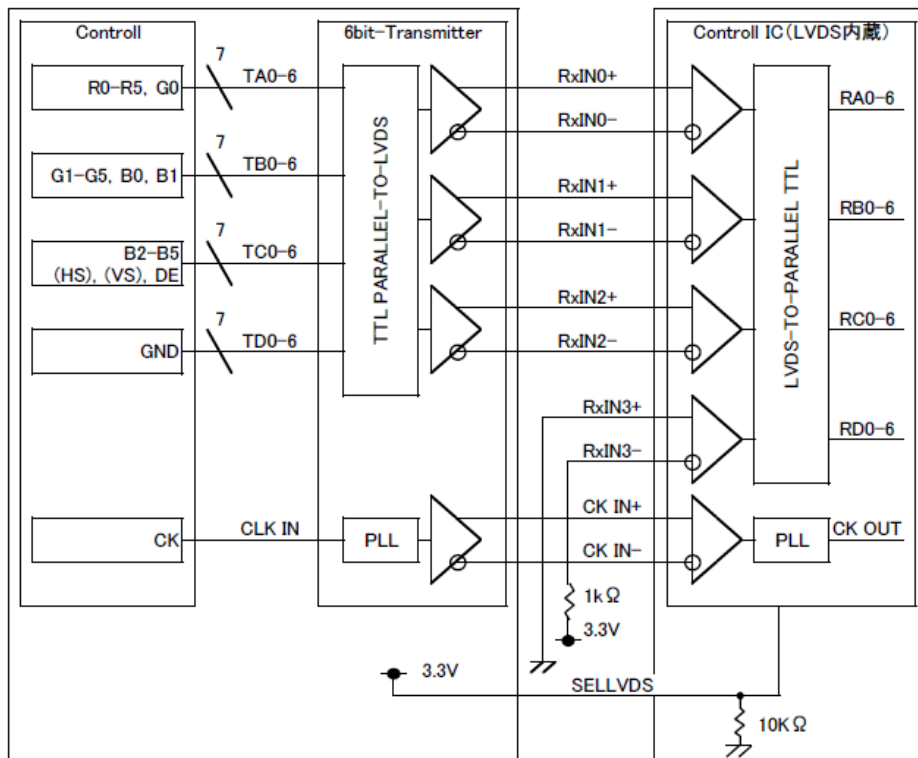 Controll
6bit-Transmitter
Controll IC(LVDS内蔵)
R0-R5, G0
7
TA0-6
G1-G5, B0, B1
7
TB0-6
B2-B5
(HS), (VS), DE
7
TC0-6
GND
7
TD0-6
CK
CLK IN
TTL PARALLEL-TO-LVDS
PLL
RxIN0+
RxIN0-
RxIN1+
RxIN1-
RxIN2+
RxIN2-
RxIN3+
RxIN3-
CK IN+
CK IN-
1kΩ
3.3V
3.3V
SELLVDS
10KΩ
LVDS-TO-PARALLEL TTL
PLL
RA0-6
RB0-6
RC0-6
RD0-6
CK OUT